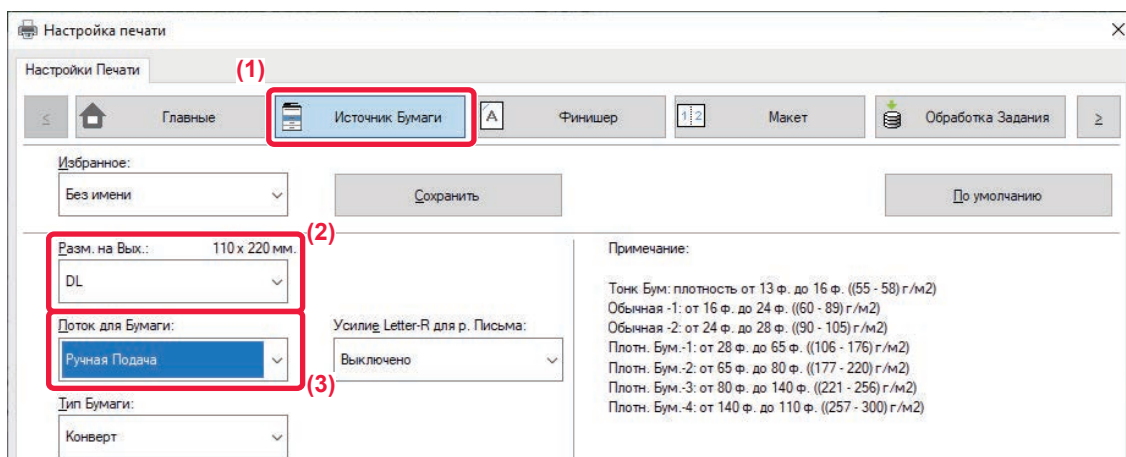 Настройка печати
Настройки Печати
(1)
<
Главные
Источник Бумаги
A
Финишер
1 2
Макет
Обработка Задания
>
Избранное:
Без имени
Сохранить
По умолчанию
(2)
Разм. на Вых.: 110 x 220 мм.
DL
Лоток для Бумаги:
Ручная Подача
(3)
Усилие Letter-R для р. Письма:
Выключено
Тип Бумаги:
Конверт
Примечание:
Тонк Бум: плотность от 13 ф. до 16 ф. ((55 - 58) г/м2)
Обычная -1: от 16 ф. до 24 ф. ((60 - 89) г/м2)
Обычная -2: от 24 ф. до 28 ф. ((90 - 105) г/м2)
Плотн. Бум.-1: от 28 ф. до 65 ф. ((106 - 176) г/м2)
Плотн. Бум.-2: от 65 ф. до 80 ф. ((177 - 220) г/м2)
Плотн. Бум.-3: от 80 ф. до 140 ф. ((221 - 256) г/м2)
Плотн. Бум.-4: от 140 ф. до 110 ф. ((257 - 300) г/м2)